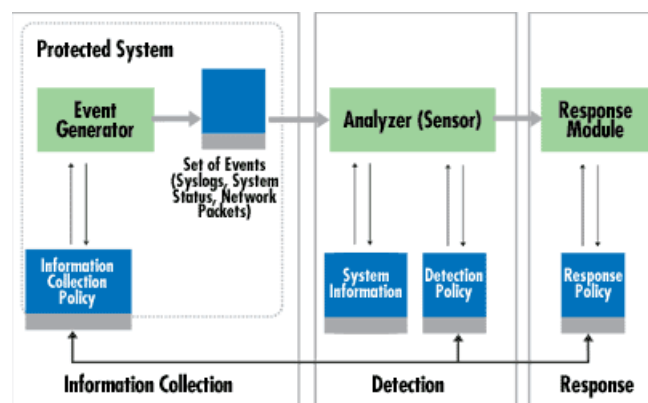 Protected System
Event
Generator
Set of Events
(Syslogs, System
Status, Network
Packets)
Information
Collection
Policy
Analyzer (Sensor)
System
Information
Detection
Policy
Response
Module
Response
Policy
Information Collection
Detection
Response